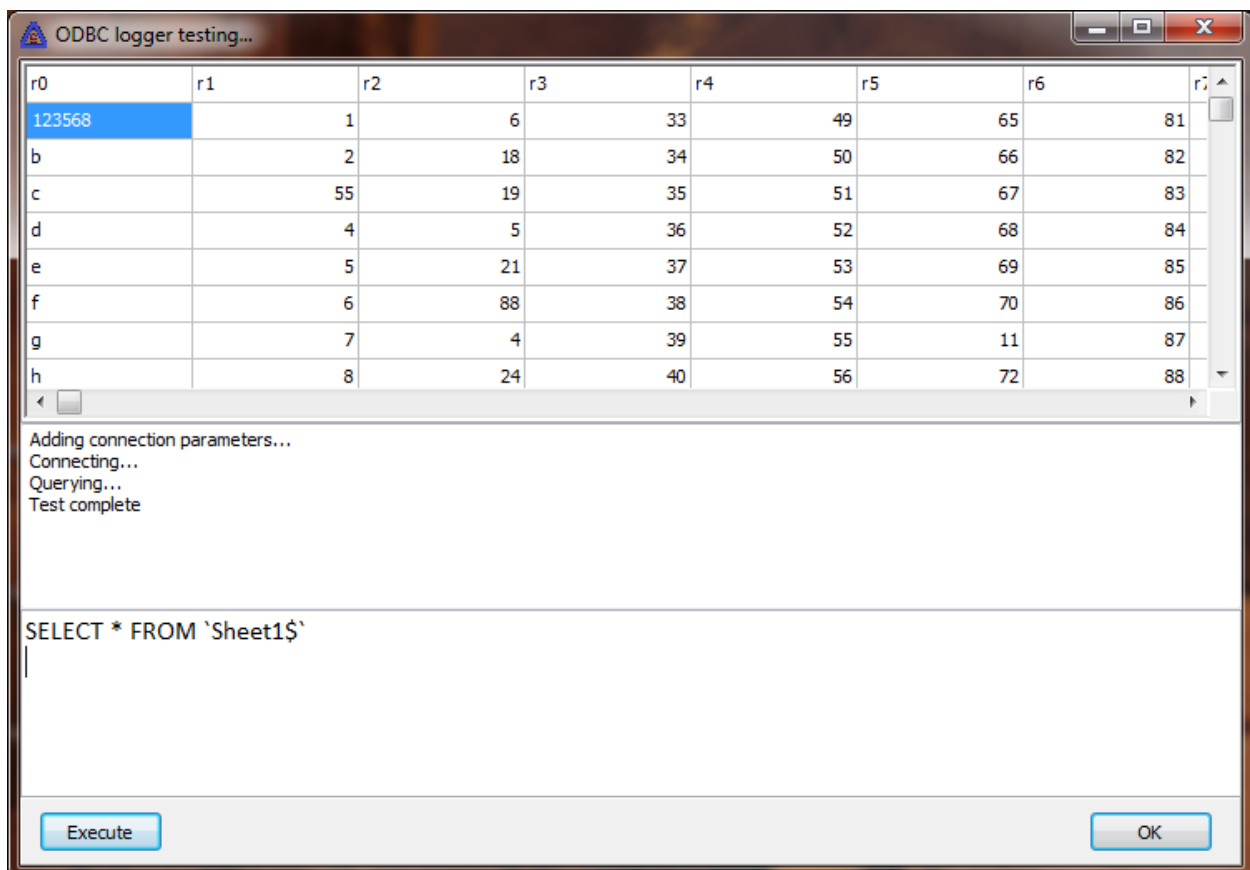 ODBC logger testing...
r0 r1 r2 r3 r4 r5 r6 r7
123568 1 6 33 49 65 81
b 2 18 34 50 66 82
c 55 19 35 51 67 83
d 4 5 36 52 68 84
e 5 21 37 53 69 85
f 6 88 38 54 70 86
g 7 4 39 55 11 87
h 8 24 40 56 72 88
Adding connection parameters...
Connecting...
Querying...
Test complete
SELECT * FROM `Sheet1$`
Execute OK